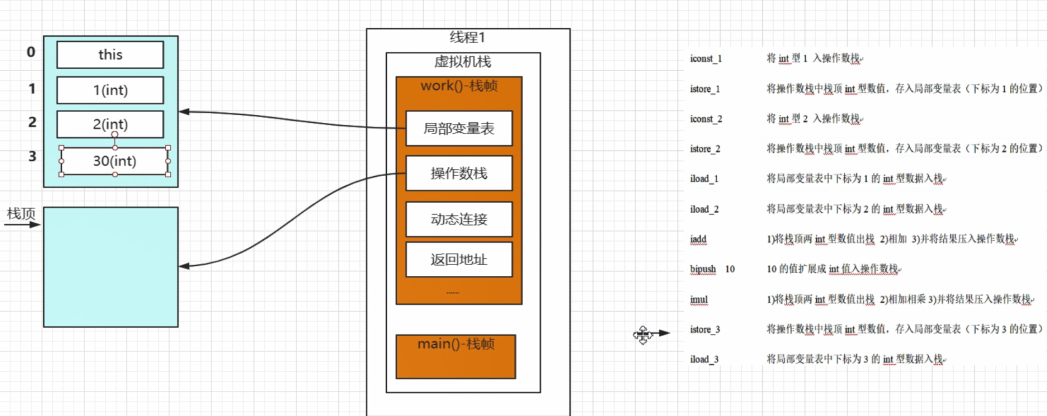 0
this
1
1(int)
2
2(int)
3
30(int)
栈顶
线程1
虚拟机栈
work()-栈帧
局部变量表
操作数栈
动态连接
返回地址
......
main()-栈帧
iconst_1 将 int 型 1 入操作数栈
istore_1 将操作数栈中栈顶 int 型数值，存入局部变量表（下标为 1 的位置）
iconst_2 将 int 型 2 入操作数栈
istore_2 将操作数栈中栈顶 int 型数值，存入局部变量表（下标为 2 的位置）
iload_1 将局部变量表中下标为 1 的 int 型数据入栈
iload_2 将局部变量表中下标为 2 的 int 型数据入栈
iadd 1)将栈顶两 int 型数值出栈 2)相加 3)并将结果压入操作数栈
bipush 10 10 的值扩展成 int 值入操作数栈
imul 1)将栈顶两 int 型数值出栈 2)相加相乘 3)并将结果压入操作数栈
istore_3 将操作数栈中栈顶 int 型数值，存入局部变量表（下标为 3 的位置）
iload_3 将局部变量表中下标为 3 的 int 型数据入栈